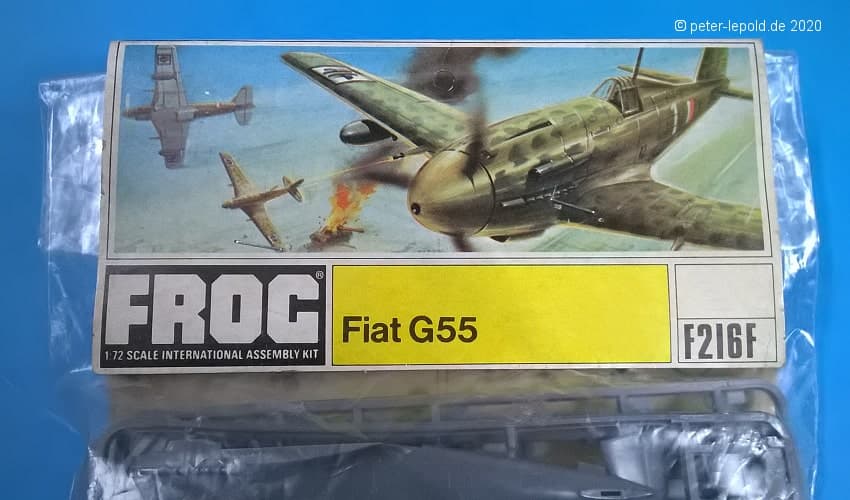 © peter-lepold.de 2020
FROG®
1:72 SCALE INTERNATIONAL ASSEMBLY KIT
Fiat G55
F216F